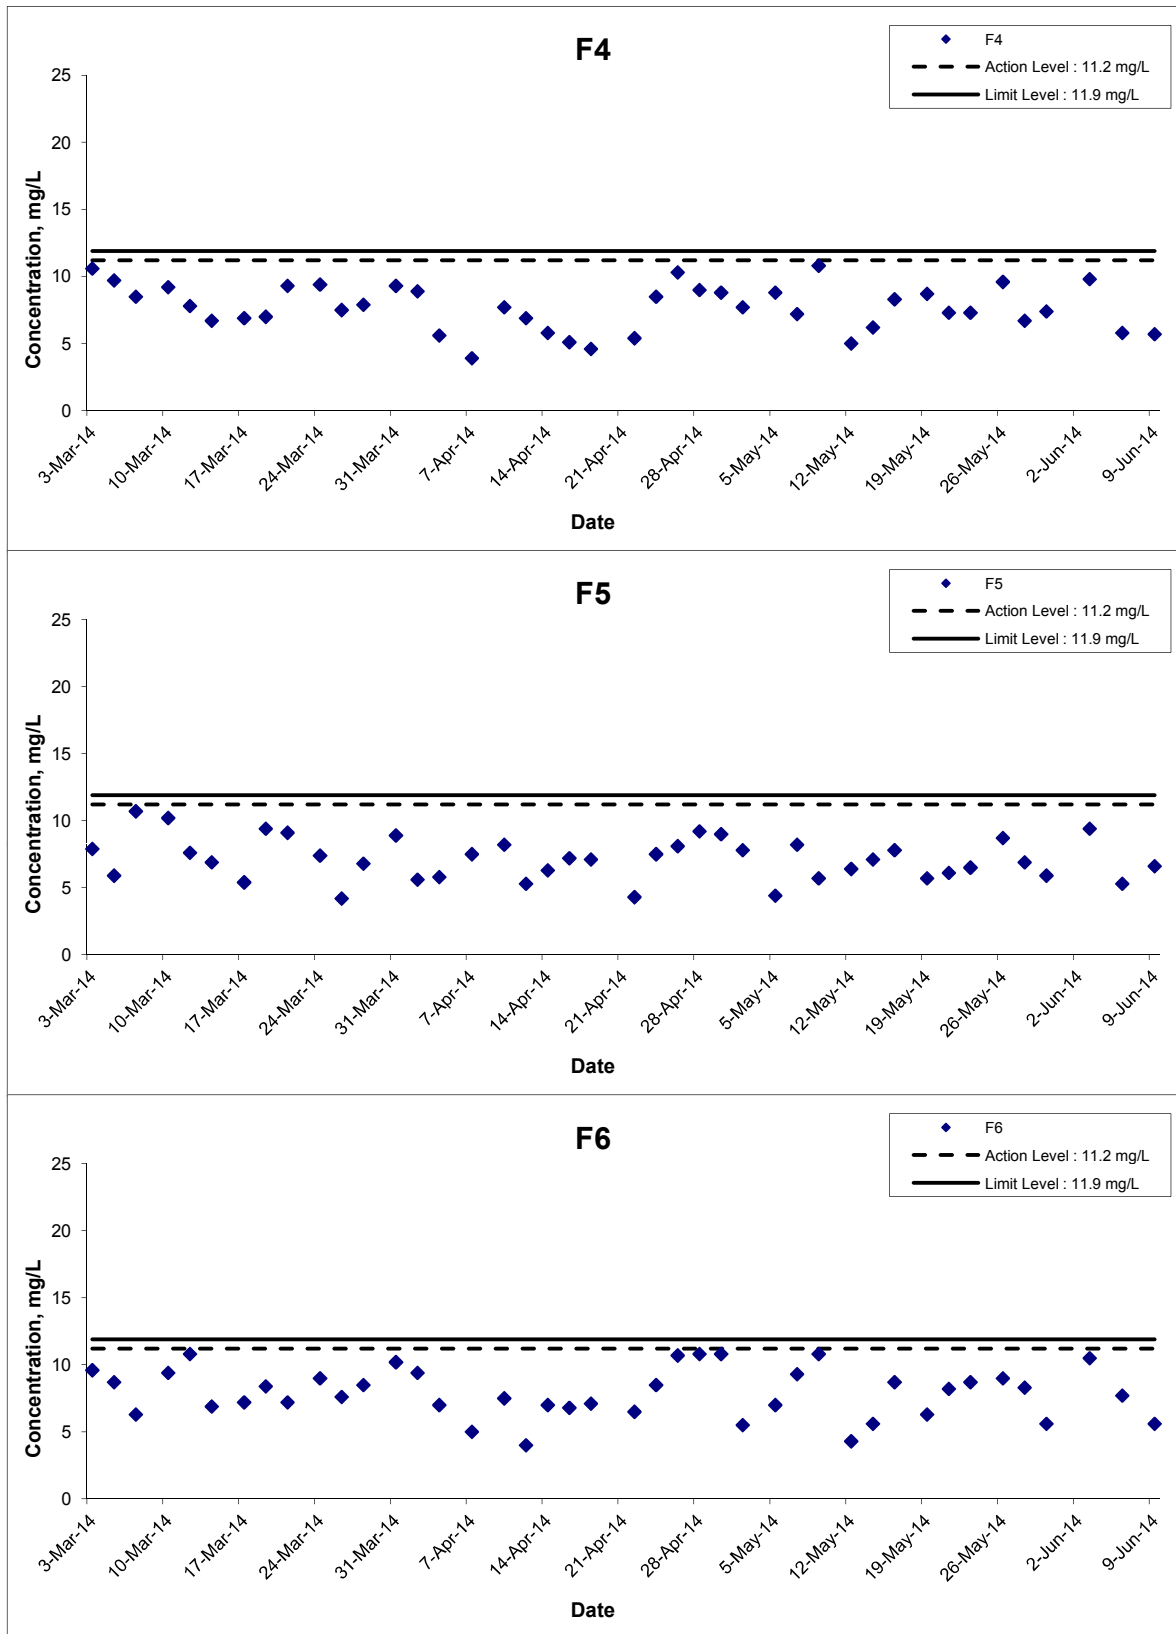 F4
F4
Action Level : 11.2 mg/L
Limit Level : 11.9 mg/L
25
20
15
10
5
0
Concentration, mg/L
3-Mar-14
10-Mar-14
17-Mar-14
24-Mar-14
31-Mar-14
7-Apr-14
14-Apr-14
21-Apr-14
28-Apr-14
5-May-14
12-May-14
19-May-14
26-May-14
2-Jun-14
9-Jun-14
Date
F5
F5
Action Level : 11.2 mg/L
Limit Level : 11.9 mg/L
25
20
15
10
5
0
Concentration, mg/L
3-Mar-14
10-Mar-14
17-Mar-14
24-Mar-14
31-Mar-14
7-Apr-14
14-Apr-14
21-Apr-14
28-Apr-14
5-May-14
12-May-14
19-May-14
26-May-14
2-Jun-14
9-Jun-14
Date
F6
F6
Action Level : 11.2 mg/L
Limit Level : 11.9 mg/L
25
20
15
10
5
0
Concentration, mg/L
3-Mar-14
10-Mar-14
17-Mar-14
24-Mar-14
31-Mar-14
7-Apr-14
14-Apr-14
21-Apr-14
28-Apr-14
5-May-14
12-May-14
19-May-14
26-May-14
2-Jun-14
9-Jun-14
Date